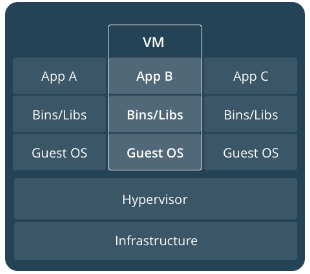 VM
App A App B App C
Bins/Libs Bins/Libs Bins/Libs
Guest OS Guest OS Guest OS
Hypervisor
Infrastructure